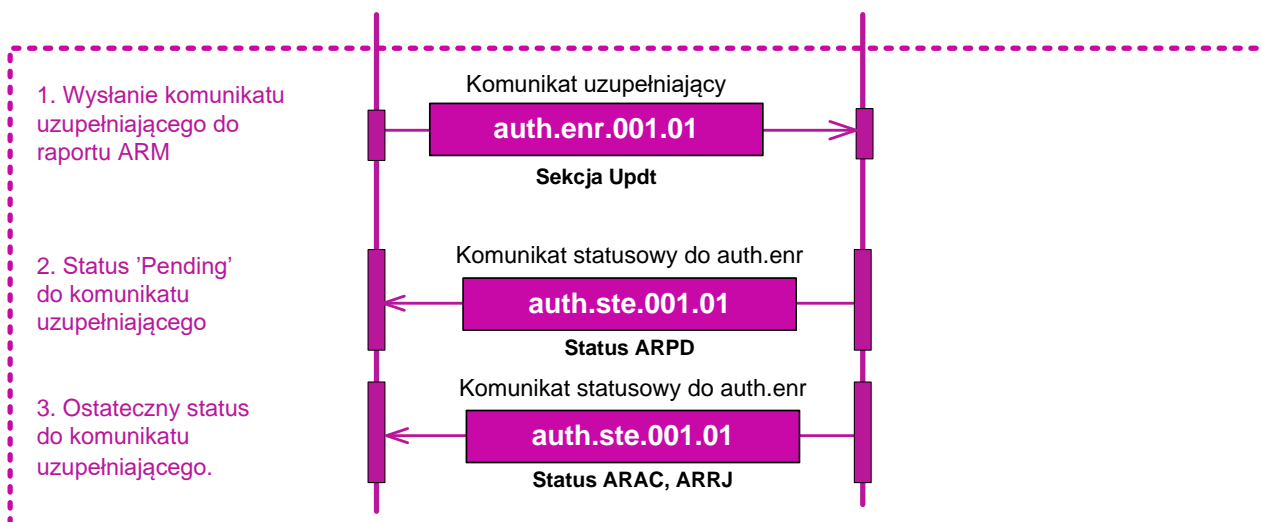 1. Wysłanie komunikatu
uzupełniającego do
raportu ARM
Komunikat uzupełniający
auth.enr.001.01
Sekcja Updt
2. Status ’Pending’
do komunikatu
uzupełniającego
Komunikat statusowy do auth.enr
auth.ste.001.01
Status ARPD
3. Ostateczny status
do komunikatu
uzupełniającego.
Komunikat statusowy do auth.enr
auth.ste.001.01
Status ARAC, ARRJ